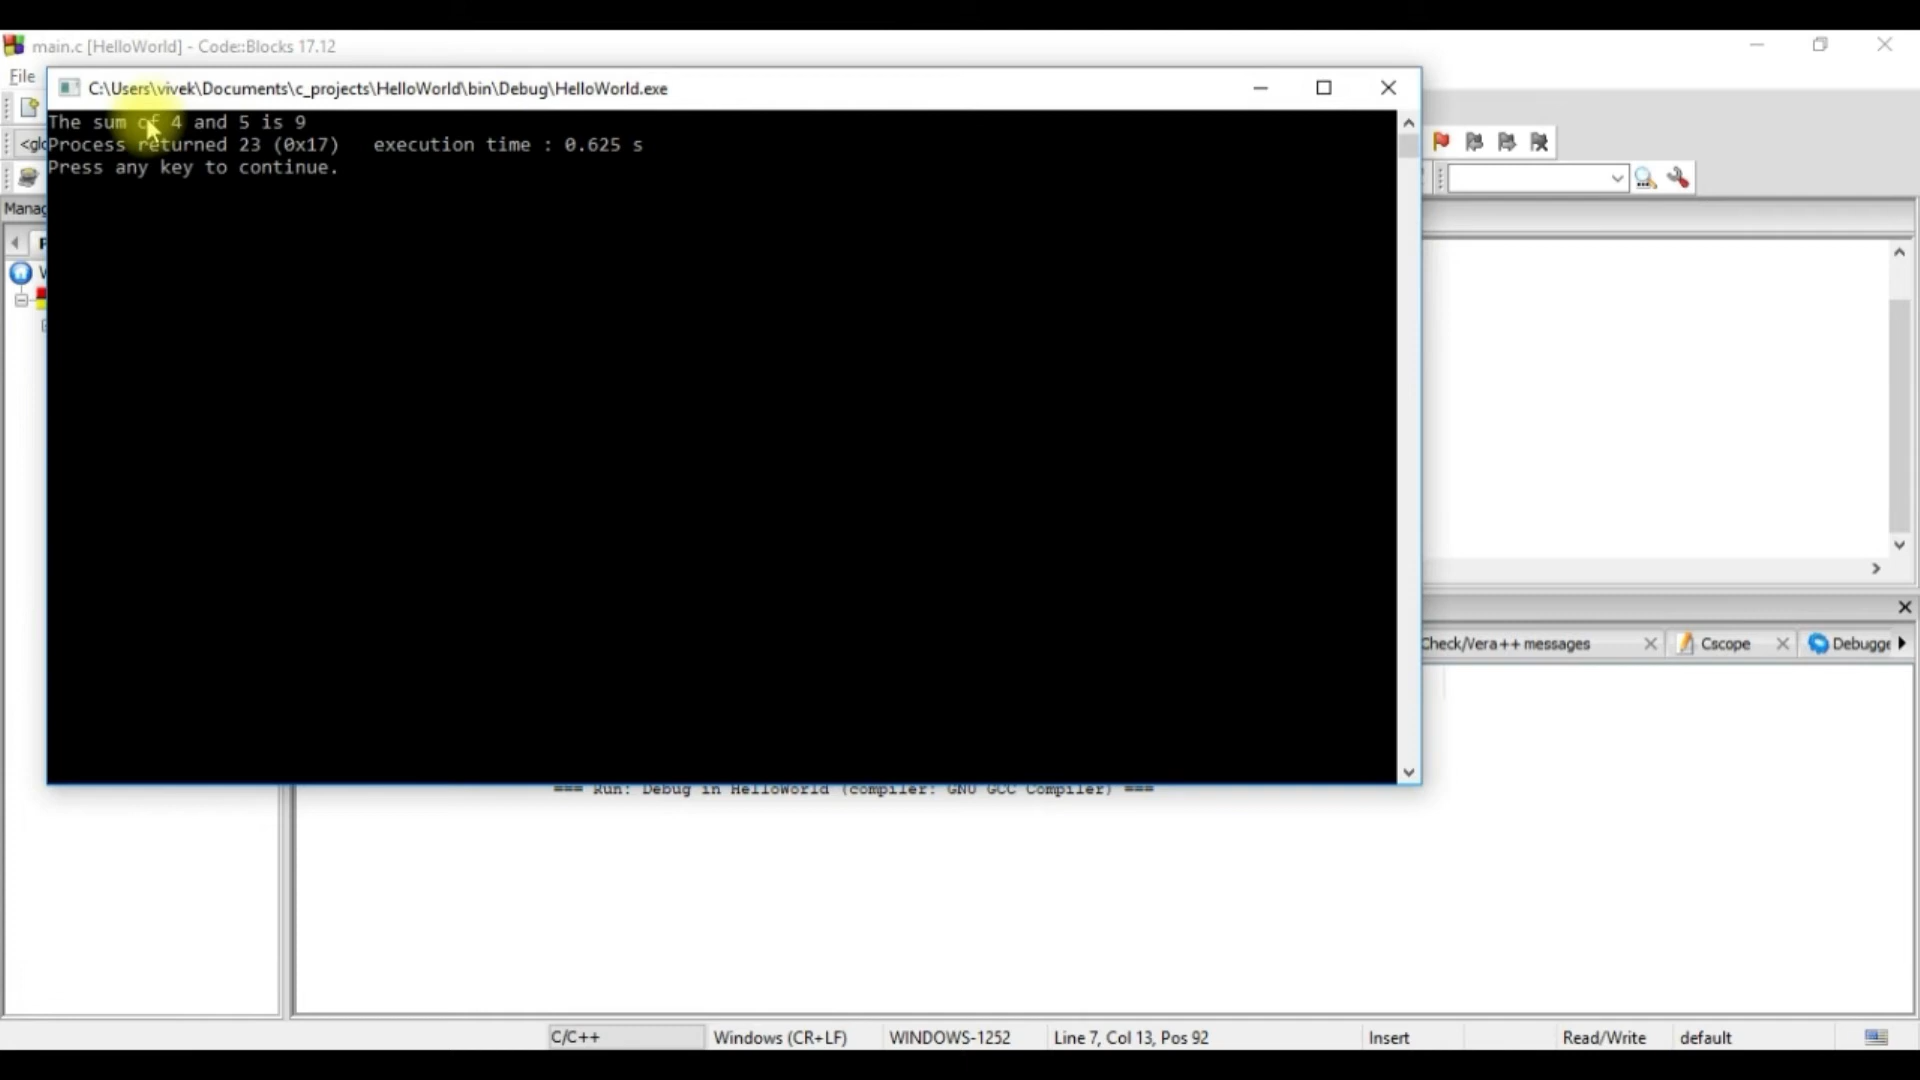 main.c [HelloWorld] - Code::Blocks 17.12
File
C:\Users\vivek\Documents\c_projects\HelloWorld\bin\Debug\HelloWorld.exe
The sum of 4 and 5 is 9
Process returned 23 (0x17)   execution time : 0.625 s
Press any key to continue.
Check/Vera++ messages
Cscope
=== Run: Debug in HelloWorld (compiler: GNU GCC Compiler) ===
C/C++
Windows (CR+LF)
WINDOWS-1252
Line 7, Col 13, Pos 92
Insert
Read/Write
default